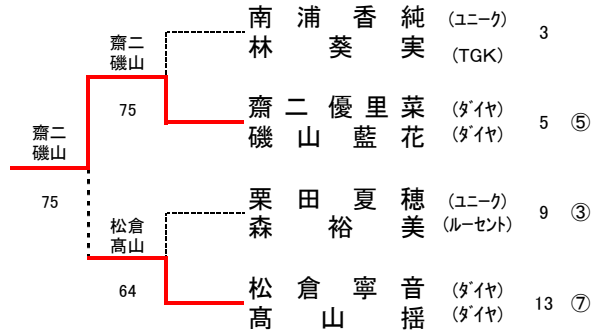 南浦香純 (ユニーク) 3
林葵実 (TGK)
齋二
磯山
75
齋二優里菜 (ダイヤ) 5 ⑤
磯山藍花 (ダイヤ)
齋二
磯山
75
栗田夏穂 (ユニーク) 9 ③
森裕美 (ルーセント)
松倉
髙山
64
松倉寧音 (ダイヤ) 13 ⑦
髙山揺 (ダイヤ)